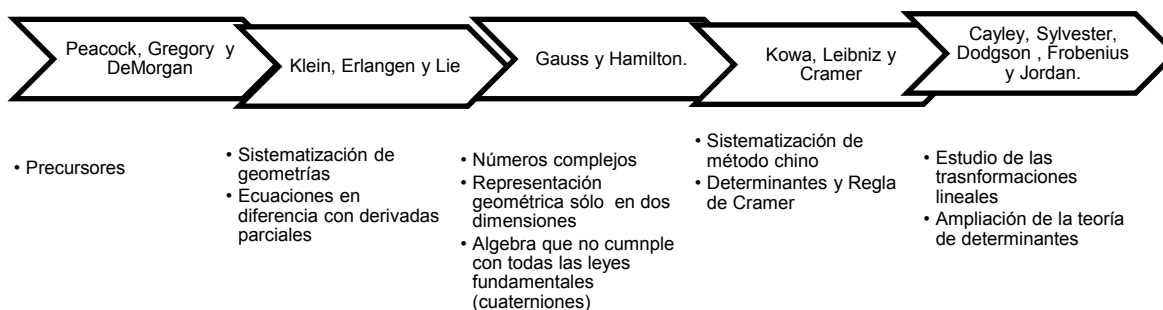 Peacock, Gregory y
DeMorgan
Klein, Erlangen y Lie
Gauss y Hamilton.
Kowa, Leibniz y
Cramer
Cayley, Sylvester,
Dodgson , Frobenius
y Jordan.
• Precursores
• Sistematización de
geometrías
• Ecuaciones en
diferencia con derivadas
parciales
• Números complejos
• Representación
geométrica sólo en dos
dimensiones
• Algebra que no cumnple
con todas las leyes
fundamentales
(cuaterniones)
• Sistematización de
método chino
• Determinantes y Regla
de Cramer
• Estudio de las
trasnformaciones
lineales
• Ampliación de la teoría
de determinantes